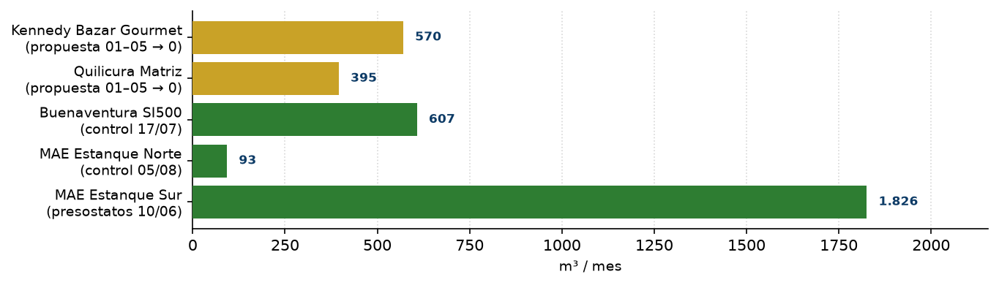 Kennedy Bazar Gourmet
(propuesta 01–05 → 0)
570
Quilicura Matriz
(propuesta 01–05 → 0)
395
Buenaventura SI500
(control 17/07)
607
MAE Estanque Norte
(control 05/08)
93
MAE Estanque Sur
(presostatos 10/06)
1.826
0 250 500 750 1000 1250 1500 1750 2000
m³ / mes